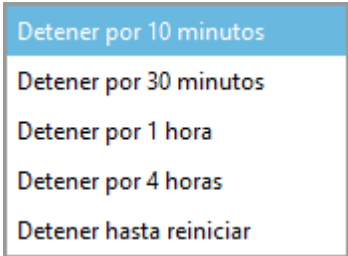 Detener por 10 minutos
Detener por 30 minutos
Detener por 1 hora
Detener por 4 horas
Detener hasta reiniciar